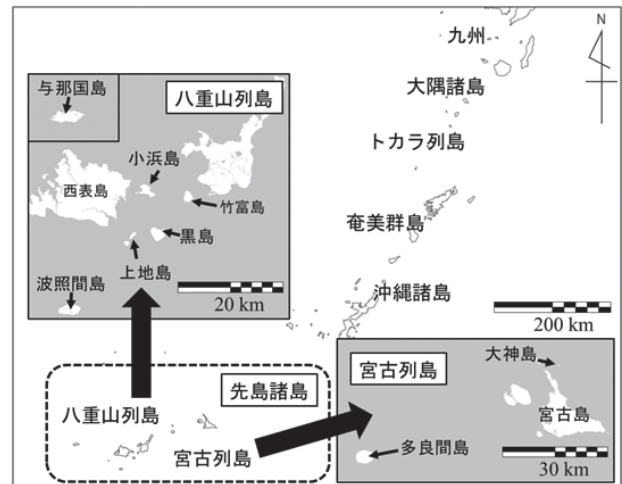 九州
N
大隅諸島
トカラ列島
奄美群島
沖縄諸島
200 km
与那国島
八重山列島
小浜島
西表島
竹富島
黒島
上地島
波照間島
20 km
先島諸島
八重山列島
宮古列島
宮古列島
大神島
宮古島
多良間島
30 km